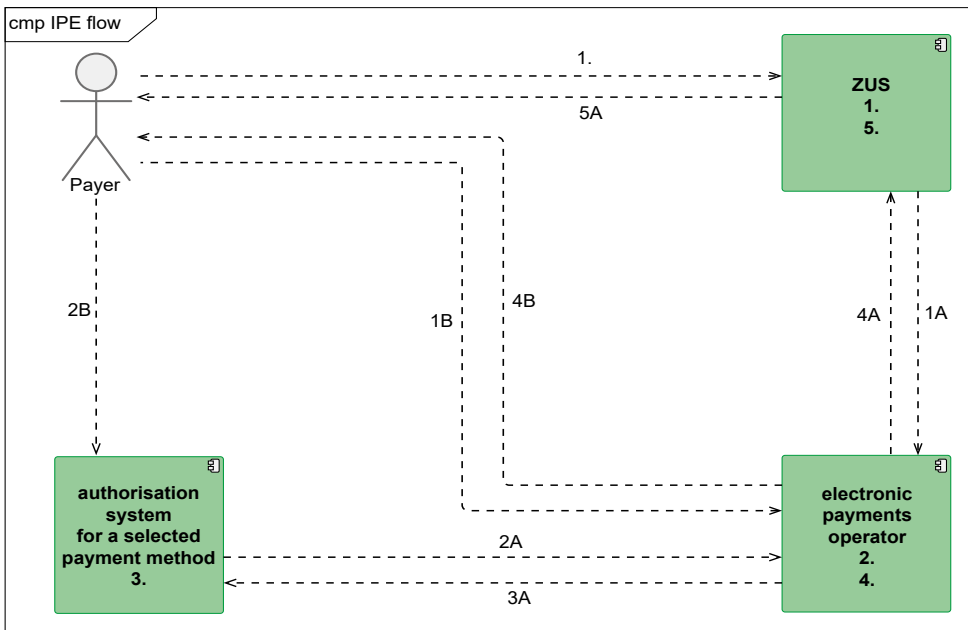 cmp IPE flow
1.
5A
ZUS
1.
5.
Payer
4B
1B
2B
4A
1A
authorisation
system
for a selected
payment method
3.
2A
3A
electronic
payments
operator
2.
4.